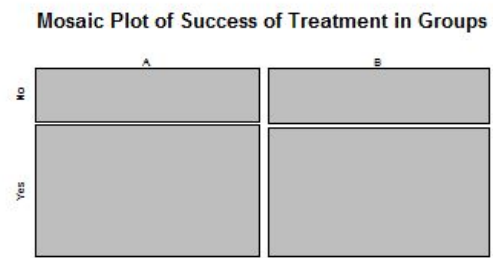 Mosaic Plot of Success of Treatment in Groups
A B
No
Yes